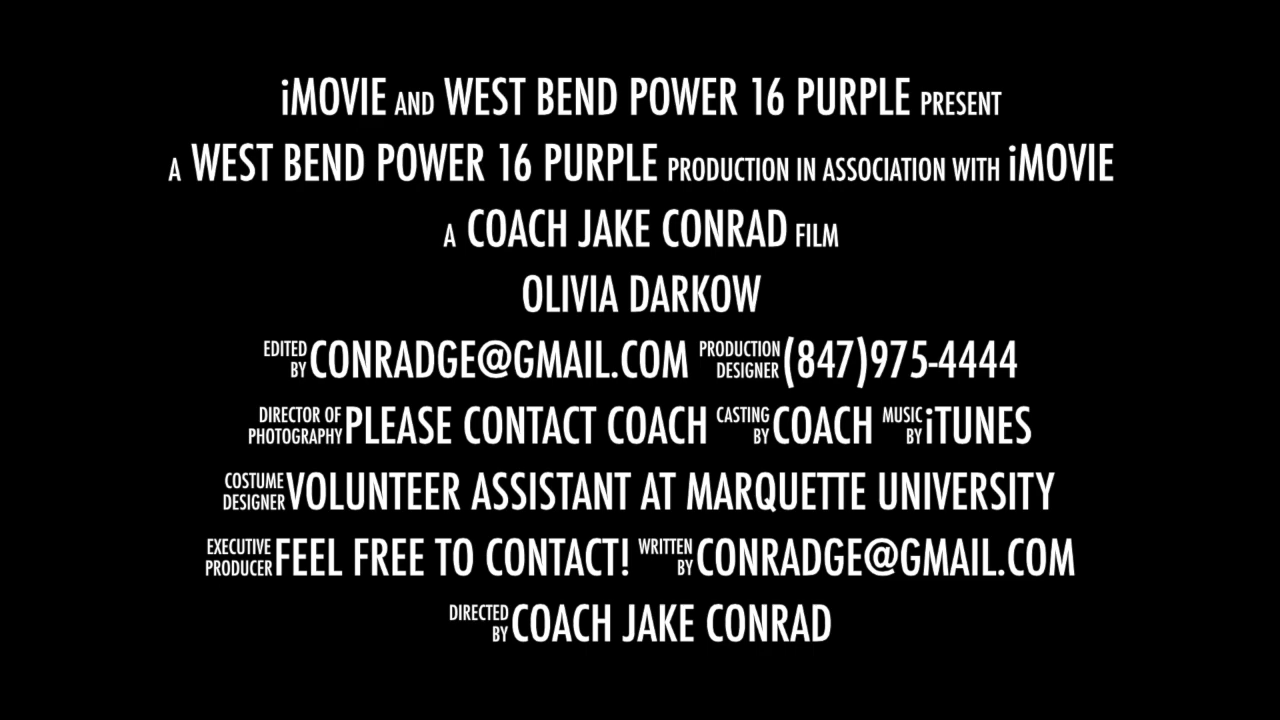 iMOVIE AND WEST BEND POWER 16 PURPLE PRESENT
A WEST BEND POWER 16 PURPLE PRODUCTION IN ASSOCIATION WITH iMOVIE
A COACH JAKE CONRAD FILM
OLIVIA DARKOW
EDITED BY CONRADGE@GMAIL.COM PRODUCTION DESIGNER (847)975-4444
DIRECTOR OF PHOTOGRAPHY PLEASE CONTACT COACH CASTING BY COACH MUSIC BY iTUNES
COSTUME DESIGNER VOLUNTEER ASSISTANT AT MARQUETTE UNIVERSITY
EXECUTIVE PRODUCER FEEL FREE TO CONTACT! WRITTEN BY CONRADGE@GMAIL.COM
DIRECTED BY COACH JAKE CONRAD